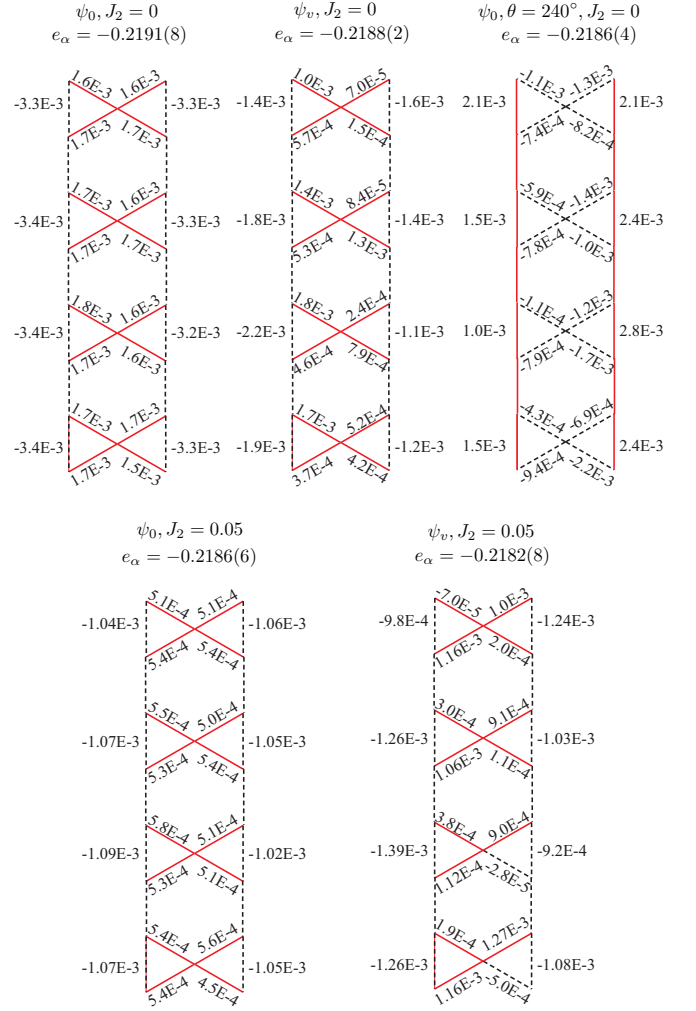 ψ₀, J₂ = 0
e_α = −0.2191(8)
1.6E-3 1.6E-3
-3.3E-3 -3.3E-3
1.7E-3 1.7E-3
1.7E-3 1.6E-3
-3.4E-3 -3.3E-3
1.7E-3 1.7E-3
1.8E-3 1.6E-3
-3.4E-3 -3.2E-3
1.7E-3 1.6E-3
1.7E-3 1.7E-3
-3.4E-3 -3.3E-3
1.7E-3 1.5E-3
ψᵥ, J₂ = 0
e_α = −0.2188(2)
1.0E-3 7.0E-5
-1.4E-3 -1.6E-3
5.7E-4 1.5E-4
1.4E-3 8.4E-5
-1.8E-3 -1.4E-3
5.3E-4 1.3E-3
1.8E-3 2.4E-4
-2.2E-3 -1.1E-3
4.6E-4 7.9E-4
1.7E-3 5.2E-4
-1.9E-3 -1.2E-3
3.7E-4 4.2E-4
ψ₀, θ = 240°, J₂ = 0
e_α = −0.2186(4)
-1.1E-3 -1.3E-3
2.1E-3 2.1E-3
-7.4E-4 -8.2E-4
-5.9E-4 -1.4E-3
1.5E-3 2.4E-3
-7.8E-4 -1.0E-3
-1.1E-4 -1.2E-3
1.0E-3 2.8E-3
-7.9E-4 -1.7E-3
-4.3E-4 -6.9E-4
1.5E-3 2.4E-3
-9.4E-4 -2.2E-3
ψ₀, J₂ = 0.05
e_α = −0.2186(6)
5.1E-4 5.1E-4
-1.04E-3 -1.06E-3
5.4E-4 5.4E-4
5.5E-4 5.0E-4
-1.07E-3 -1.05E-3
5.3E-4 5.4E-4
5.8E-4 5.1E-4
-1.09E-3 -1.02E-3
5.3E-4 5.1E-4
5.4E-4 5.6E-4
-1.07E-3 -1.05E-3
5.4E-4 4.5E-4
ψᵥ, J₂ = 0.05
e_α = −0.2182(8)
-7.0E-5 1.0E-3
-9.8E-4 -1.24E-3
1.16E-3 2.0E-4
3.0E-4 9.1E-4
-1.26E-3 -1.03E-3
1.06E-3 1.1E-4
3.8E-4 9.0E-4
-1.39E-3 -9.2E-4
1.12E-4 -2.8E-5
1.9E-4 1.27E-3
-1.26E-3 -1.08E-3
1.16E-3 -5.0E-4